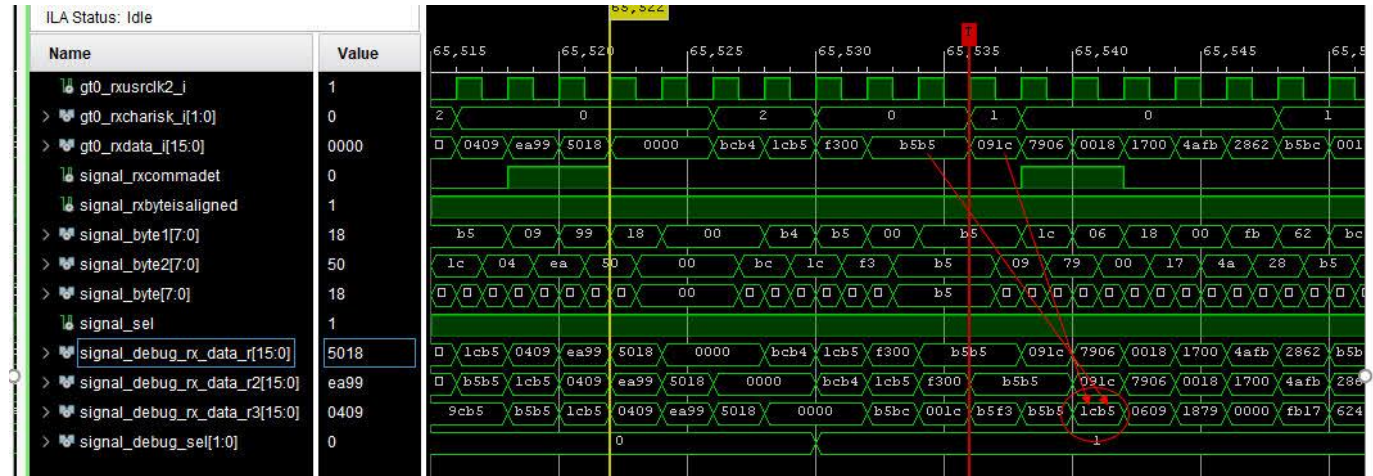 ILA Status: Idle
65,522
Name Value
65,515 65,520 65,525 65,530 65,535 65,540 65,545 65,5
T
gt0_rxusrclk2_i 1
gt0_rxcharisk_i[1:0] 0 2 0 2 0 1 0 1
gt0_rxdata_i[15:0] 0000 0409 ea99 5018 0000 bcb4 1cb5 f300 b5b5 091c 7906 0018 1700 4afb 2862 b5bc 001
signal_rxcommadet 0
signal_rxbyteisaligned 1
signal_byte1[7:0] 18 b5 09 99 18 00 b4 b5 00 b5 1c 06 18 00 fb 62 bc
signal_byte2[7:0] 50 1c 04 ea 50 00 bc 1c f3 b5 09 79 00 17 4a 28 b5
signal_byte[7:0] 18 00 b5
signal_sel 1
signal_debug_rx_data_r[15:0] 5018 1cb5 0409 ea99 5018 0000 bcb4 1cb5 f300 b5b5 091c 7906 0018 1700 4afb 2862 b5b
signal_debug_rx_data_r2[15:0] ea99 b5b5 1cb5 0409 ea99 5018 0000 bcb4 1cb5 f300 b5b5 091c 7906 0018 1700 4afb 286
signal_debug_rx_data_r3[15:0] 0409 9cb5 b5b5 1cb5 0409 ea99 5018 0000 b5bc 001c b5f3 b5b5 1cb5 0609 1879 0000 fb17 624
signal_debug_sel[1:0] 0 0 1